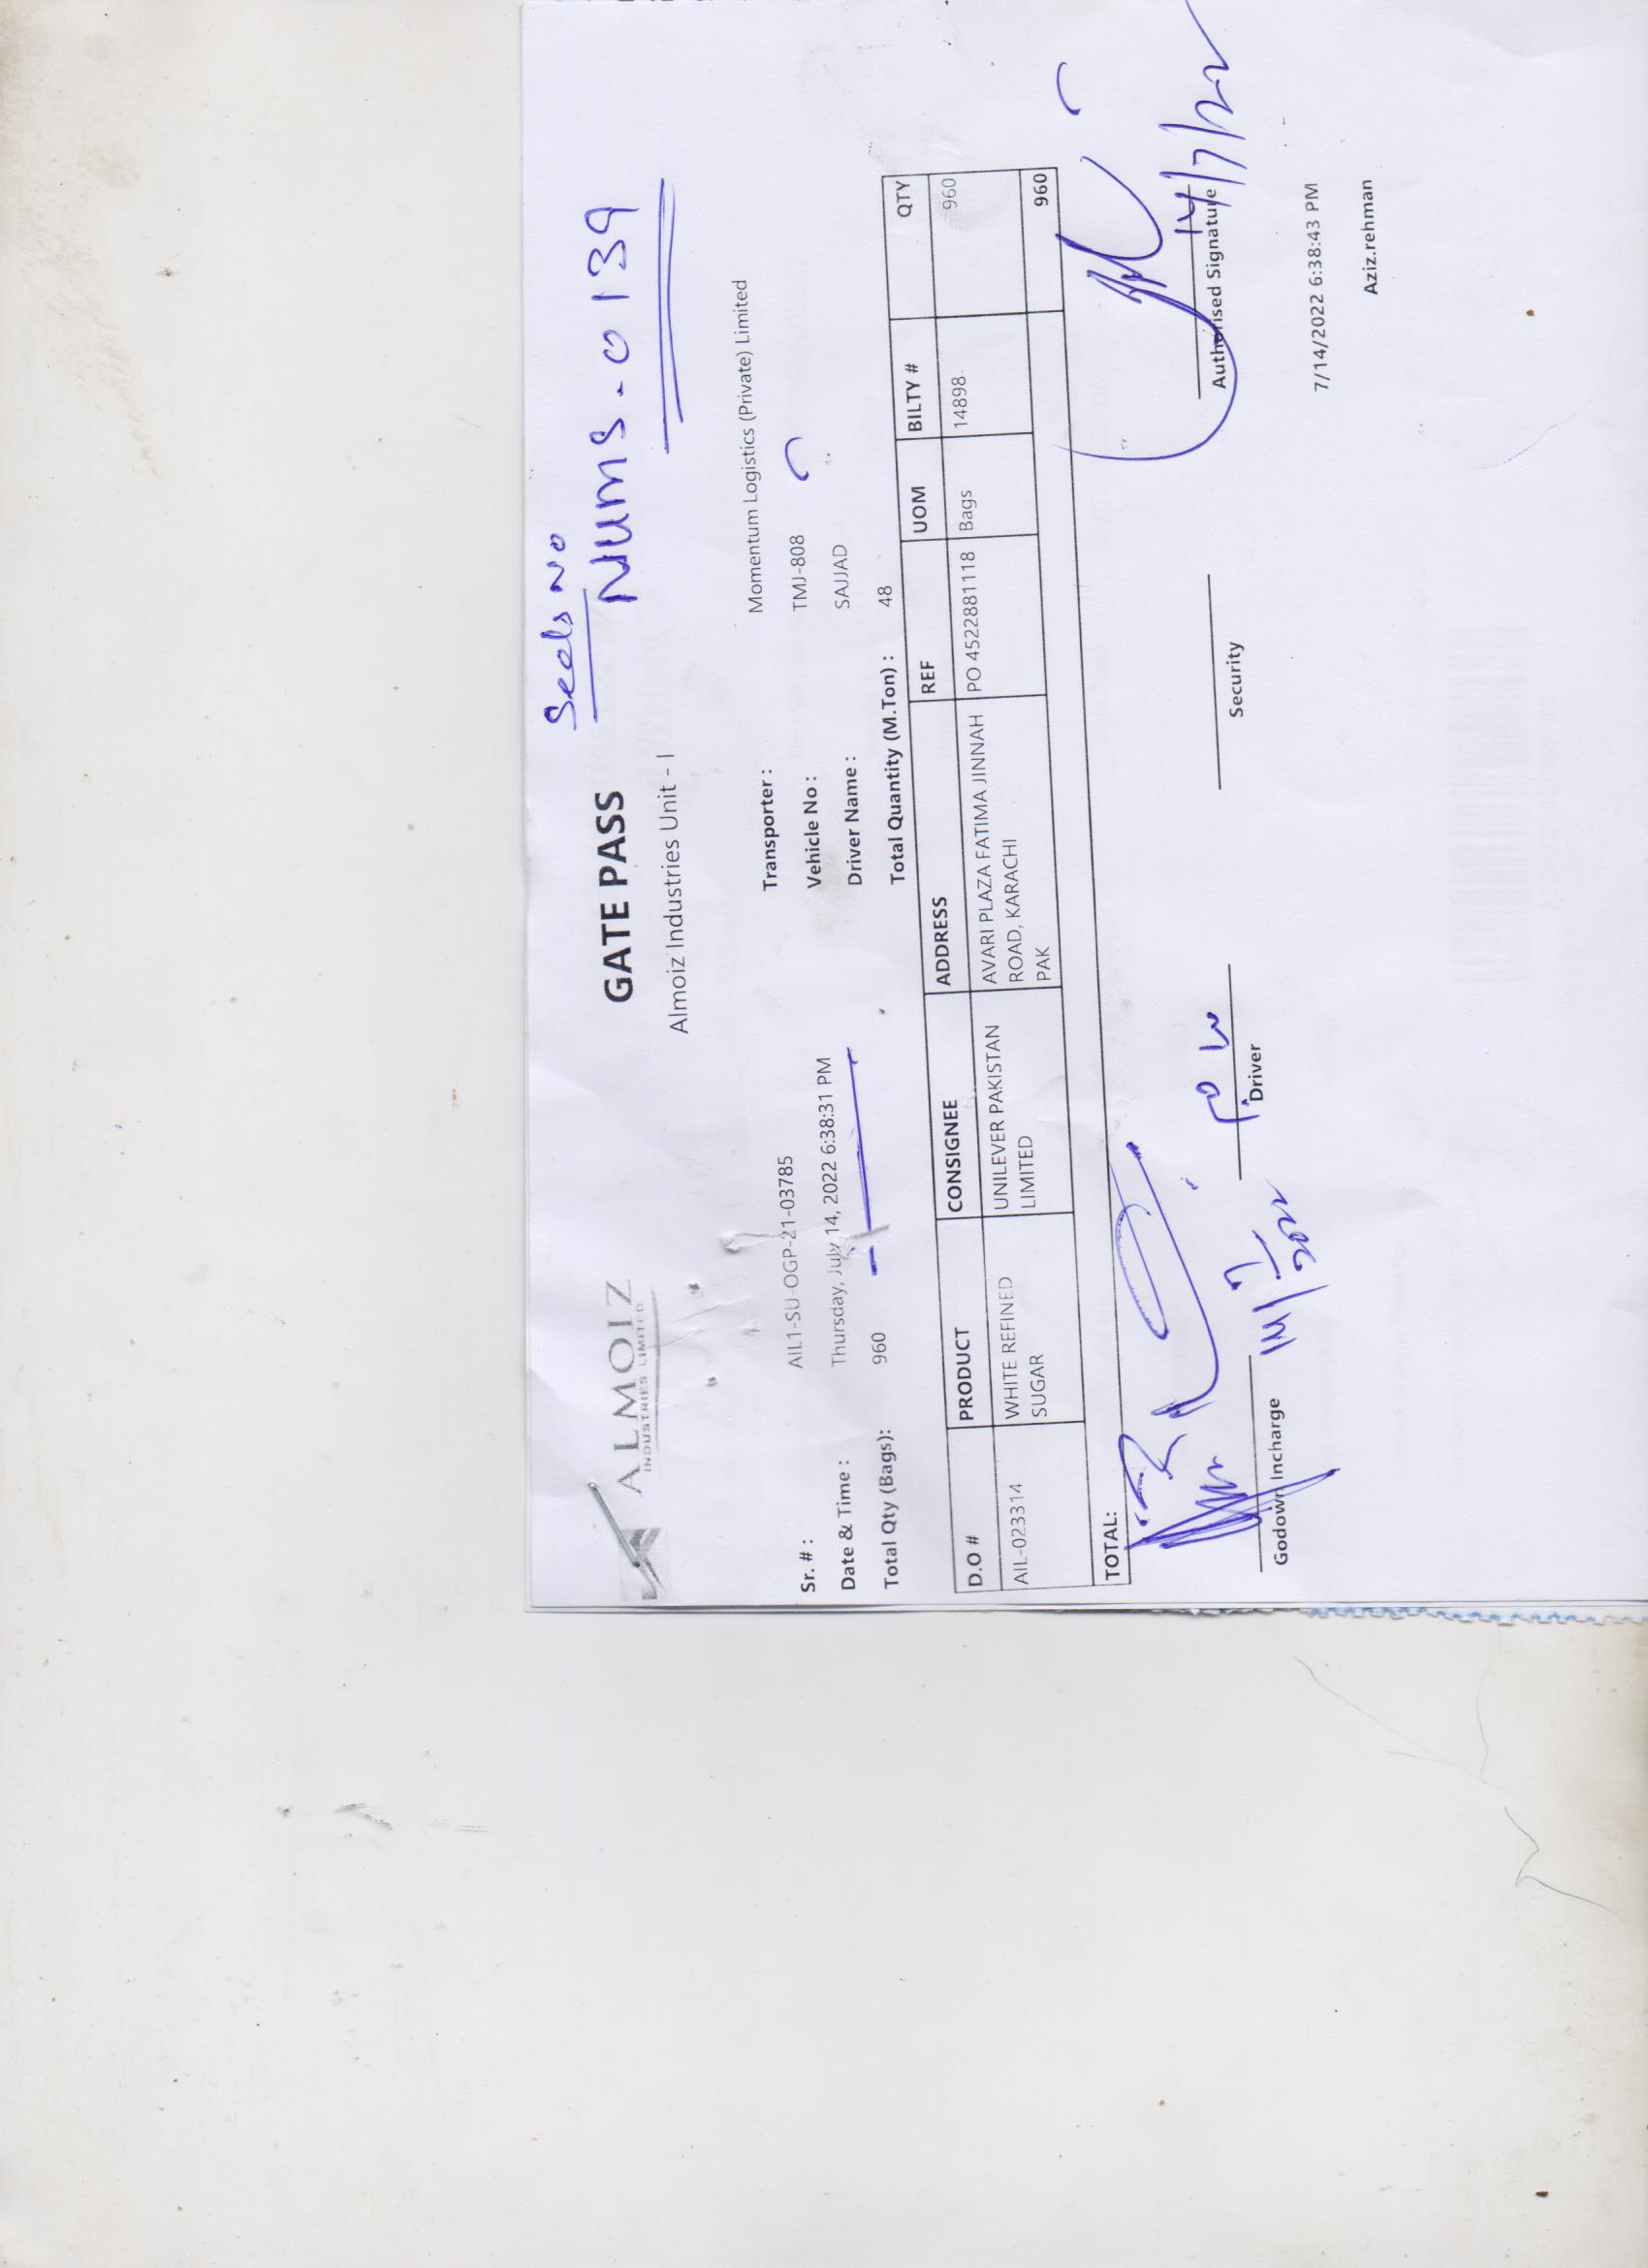 Seals No
Nums-0139
ALMOIZ
INDUSTRIES LIMITED
GATE PASS
Almoiz Industries Unit - I
Sr. # : AIL1-SU-OGP-21-03785
Transporter : Momentum Logistics (Private) Limited
Date & Time : Thursday, July 14, 2022 6:38:31 PM
Vehicle No : TMJ-808
Driver Name : SAJJAD
Total Qty (Bags): 960
Total Quantity (M.Ton) : 48
D.O # PRODUCT CONSIGNEE ADDRESS REF UOM BILTY # QTY
AIL-023314 WHITE REFINED SUGAR UNILEVER PAKISTAN LIMITED AVARI PLAZA FATIMA JINNAH ROAD, KARACHI PAK PO 4522881118 Bags 14898 960
TOTAL: 960
14/7/22
Godown Incharge Driver Security Authorised Signature
7/14/2022 6:38:43 PM
Aziz.rehman